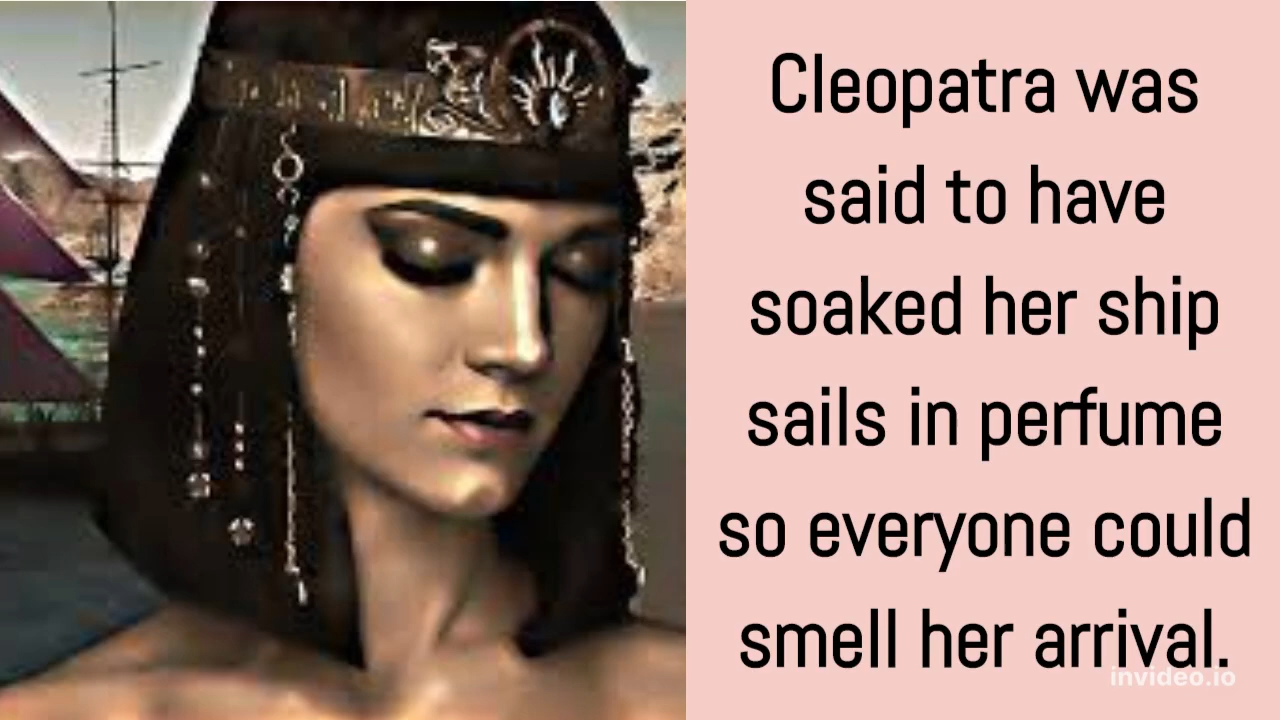 Cleopatra was
said to have
soaked her ship
sails in perfume
so everyone could
smell her arrival.
invideo.io